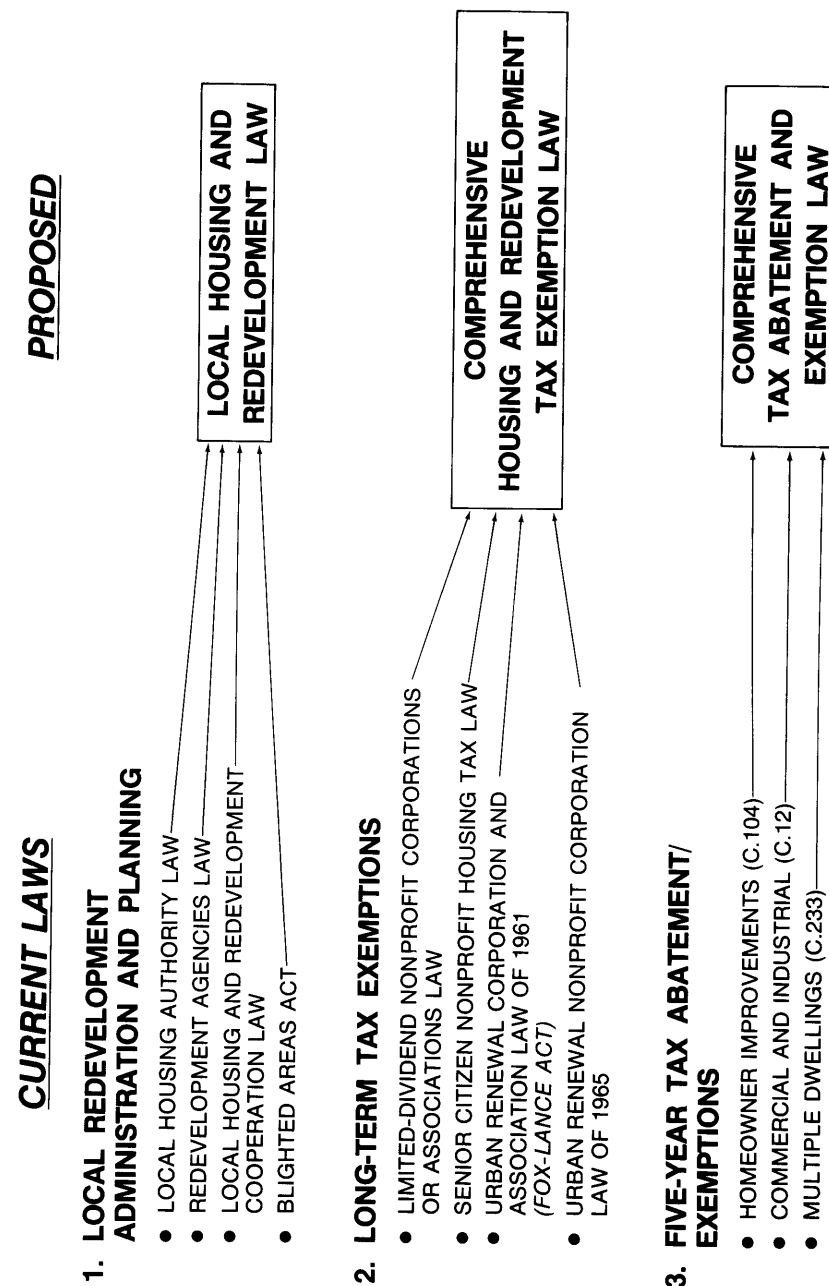 CURRENT LAWS
PROPOSED
1. LOCAL REDEVELOPMENT
ADMINISTRATION AND PLANNING
• LOCAL HOUSING AUTHORITY LAW
• REDEVELOPMENT AGENCIES LAW
• LOCAL HOUSING AND REDEVELOPMENT
COOPERATION LAW
• BLIGHTED AREAS ACT
LOCAL HOUSING AND
REDEVELOPMENT LAW
2. LONG-TERM TAX EXEMPTIONS
• LIMITED-DIVIDEND NONPROFIT CORPORATIONS
OR ASSOCIATIONS LAW
• SENIOR CITIZEN NONPROFIT HOUSING TAX LAW
• URBAN RENEWAL CORPORATION AND
ASSOCIATION LAW OF 1961
(FOX-LANCE ACT)
• URBAN RENEWAL NONPROFIT CORPORATION
LAW OF 1965
COMPREHENSIVE
HOUSING AND REDEVELOPMENT
TAX EXEMPTION LAW
3. FIVE-YEAR TAX ABATEMENT/
EXEMPTIONS
• HOMEOWNER IMPROVEMENTS (C.104)
• COMMERCIAL AND INDUSTRIAL (C.12)
• MULTIPLE DWELLINGS (C.233)
COMPREHENSIVE
TAX ABATEMENT AND
EXEMPTION LAW